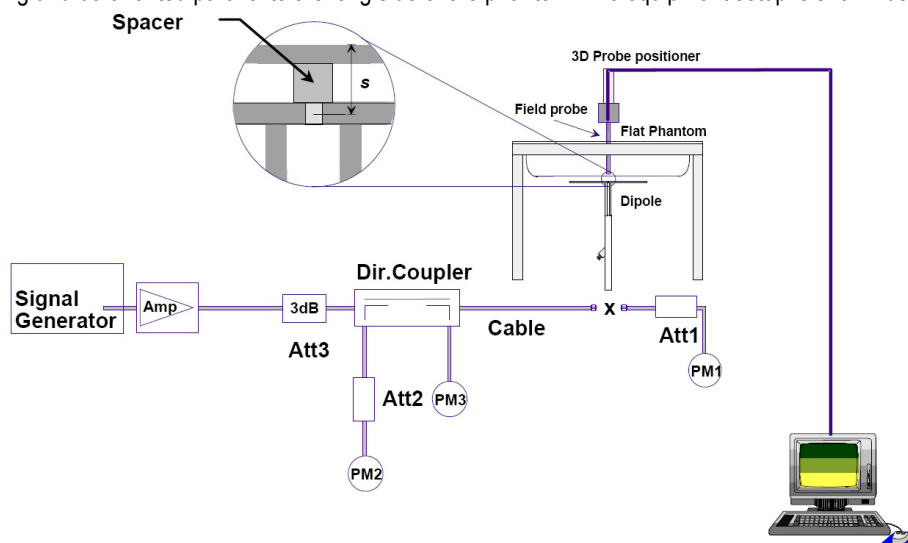 Spacer
s
3D Probe positioner
Field probe
Flat Phantom
Dipole
Dir.Coupler
Signal
Generator
Amp
3dB
Att3
Cable
X
Att1
PM1
Att2
PM3
PM2